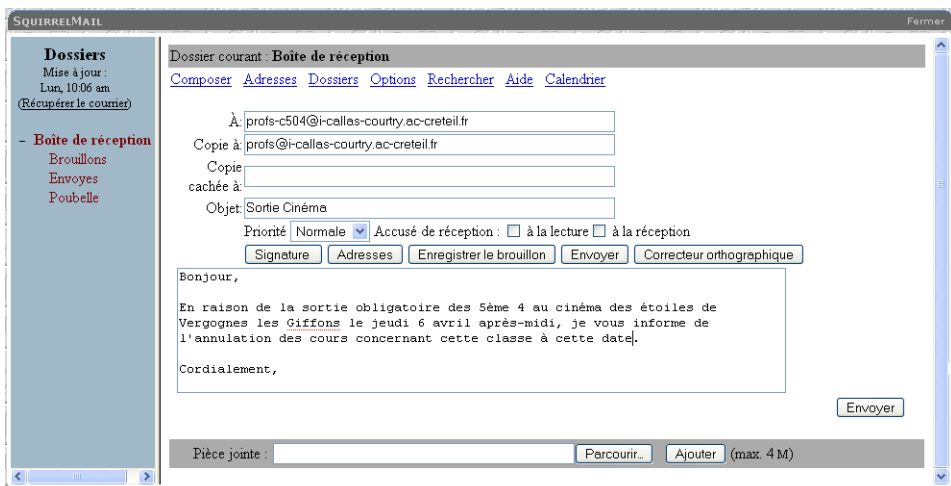 SQUIRRELMAIL Fermer
Dossiers
Mise à jour :
Lun, 10:06 am
(Récupérer le courrier)
– Boîte de réception
Brouillons
Envoyes
Poubelle
Dossier courant : Boîte de réception
Composer Adresses Dossiers Options Rechercher Aide Calendrier
À: profs-c504@i-callas-courtry.ac-creteil.fr
Copie à: profs@i-callas-courtry.ac-creteil.fr
Copie
cachée à:
Objet: Sortie Cinéma
Priorité Normale Accusé de réception : à la lecture à la réception
Signature Adresses Enregistrer le brouillon Envoyer Correcteur orthographique
Bonjour,
En raison de la sortie obligatoire des 5ème 4 au cinéma des étoiles de
Vergognes les Giffons le jeudi 6 avril après-midi, je vous informe de
l'annulation des cours concernant cette classe à cette date.
Cordialement,
Envoyer
Pièce jointe : Parcourir... Ajouter (max. 4 M)